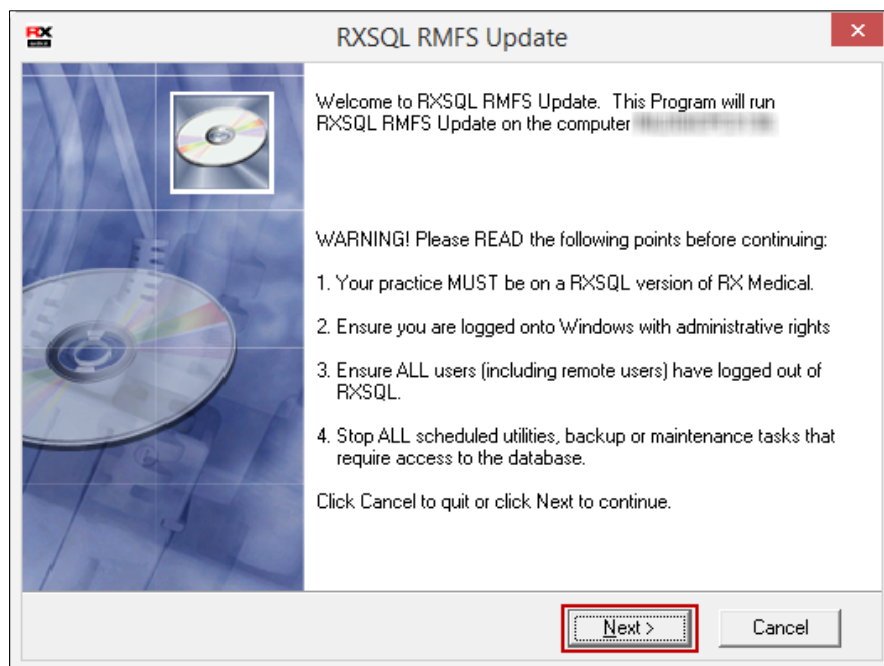 RX
RXSQL RMFS Update
Welcome to RXSQL RMFS Update. This Program will run
RXSQL RMFS Update on the computer
WARNING! Please READ the following points before continuing:
1. Your practice MUST be on a RXSQL version of RX Medical.
2. Ensure you are logged onto Windows with administrative rights
3. Ensure ALL users (including remote users) have logged out of
RXSQL.
4. Stop ALL scheduled utilities, backup or maintenance tasks that
require access to the database.
Click Cancel to quit or click Next to continue.
Next >
Cancel